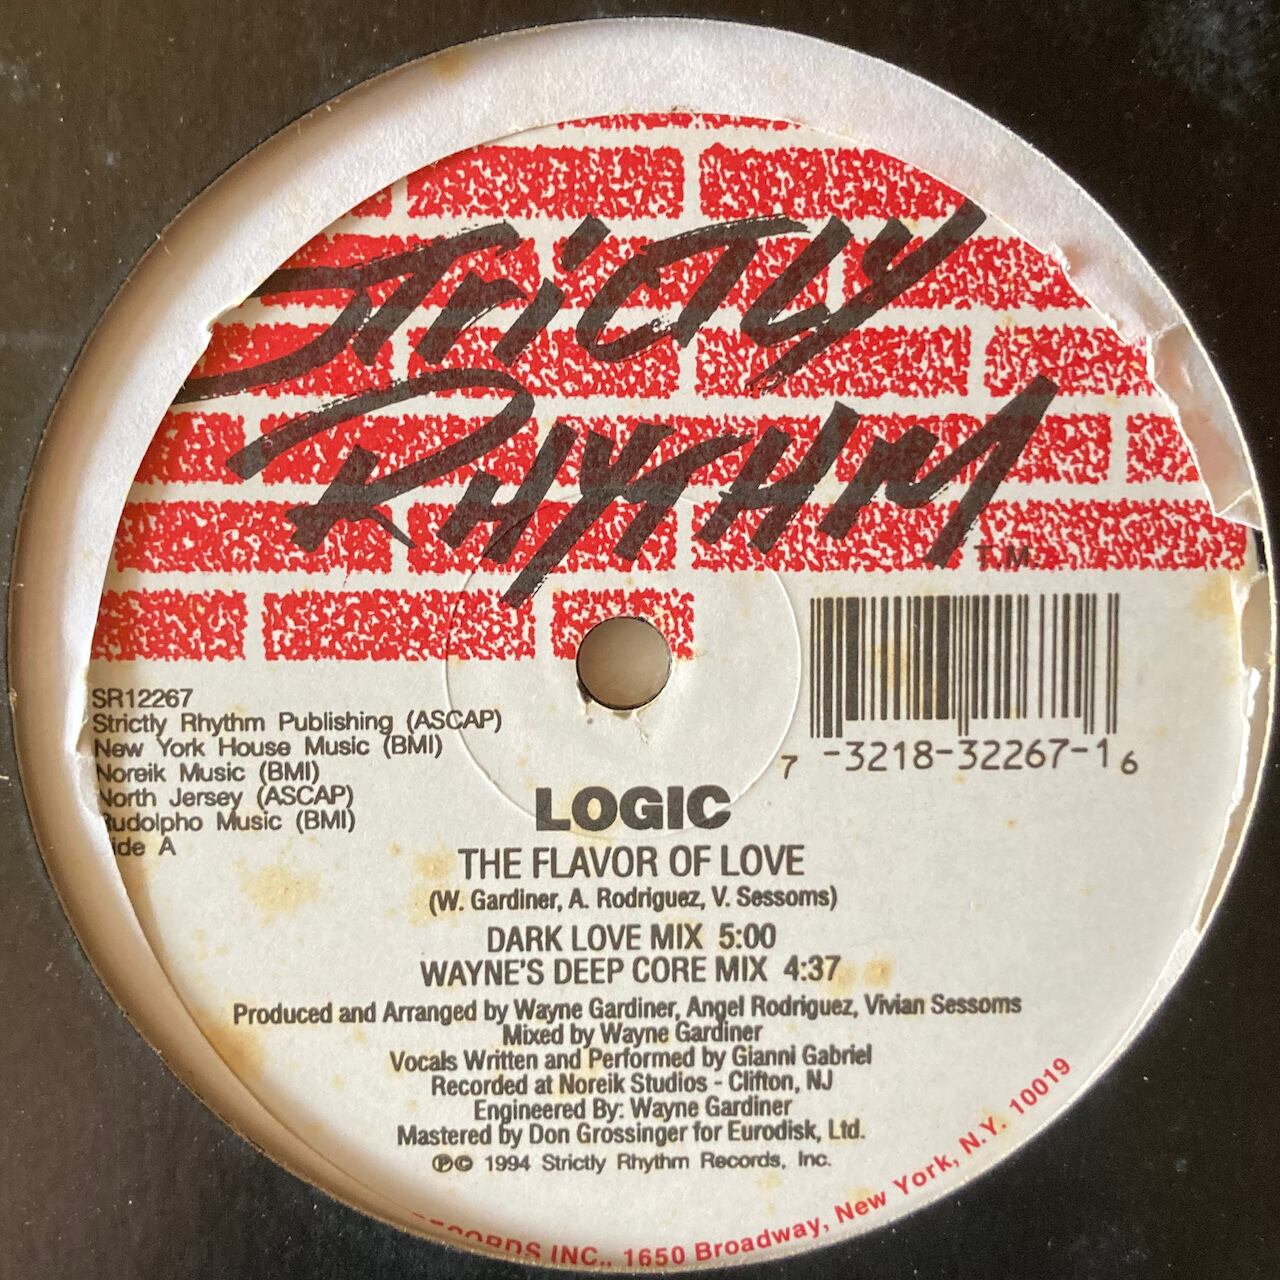 Strictly
Rhythm
T.M.
SR12267
Strictly Rhythm Publishing (ASCAP)
New York House Music (BMI)
Noreik Music (BMI)
North Jersey (ASCAP)
Rudolpho Music (BMI)
ide A
7 -3218-32267-1 6
LOGIC
THE FLAVOR OF LOVE
(W. Gardiner, A. Rodriguez, V. Sessoms)
DARK LOVE MIX 5:00
WAYNE'S DEEP CORE MIX 4:37
Produced and Arranged by Wayne Gardiner, Angel Rodriguez, Vivian Sessoms
Mixed by Wayne Gardiner
Vocals Written and Performed by Gianni Gabriel
Recorded at Noreik Studios - Clifton, NJ
Engineered By: Wayne Gardiner
Mastered by Don Grossinger for Eurodisk, Ltd.
℗© 1994 Strictly Rhythm Records, Inc.
RECORDS INC., 1650 Broadway, New York, N.Y. 10019